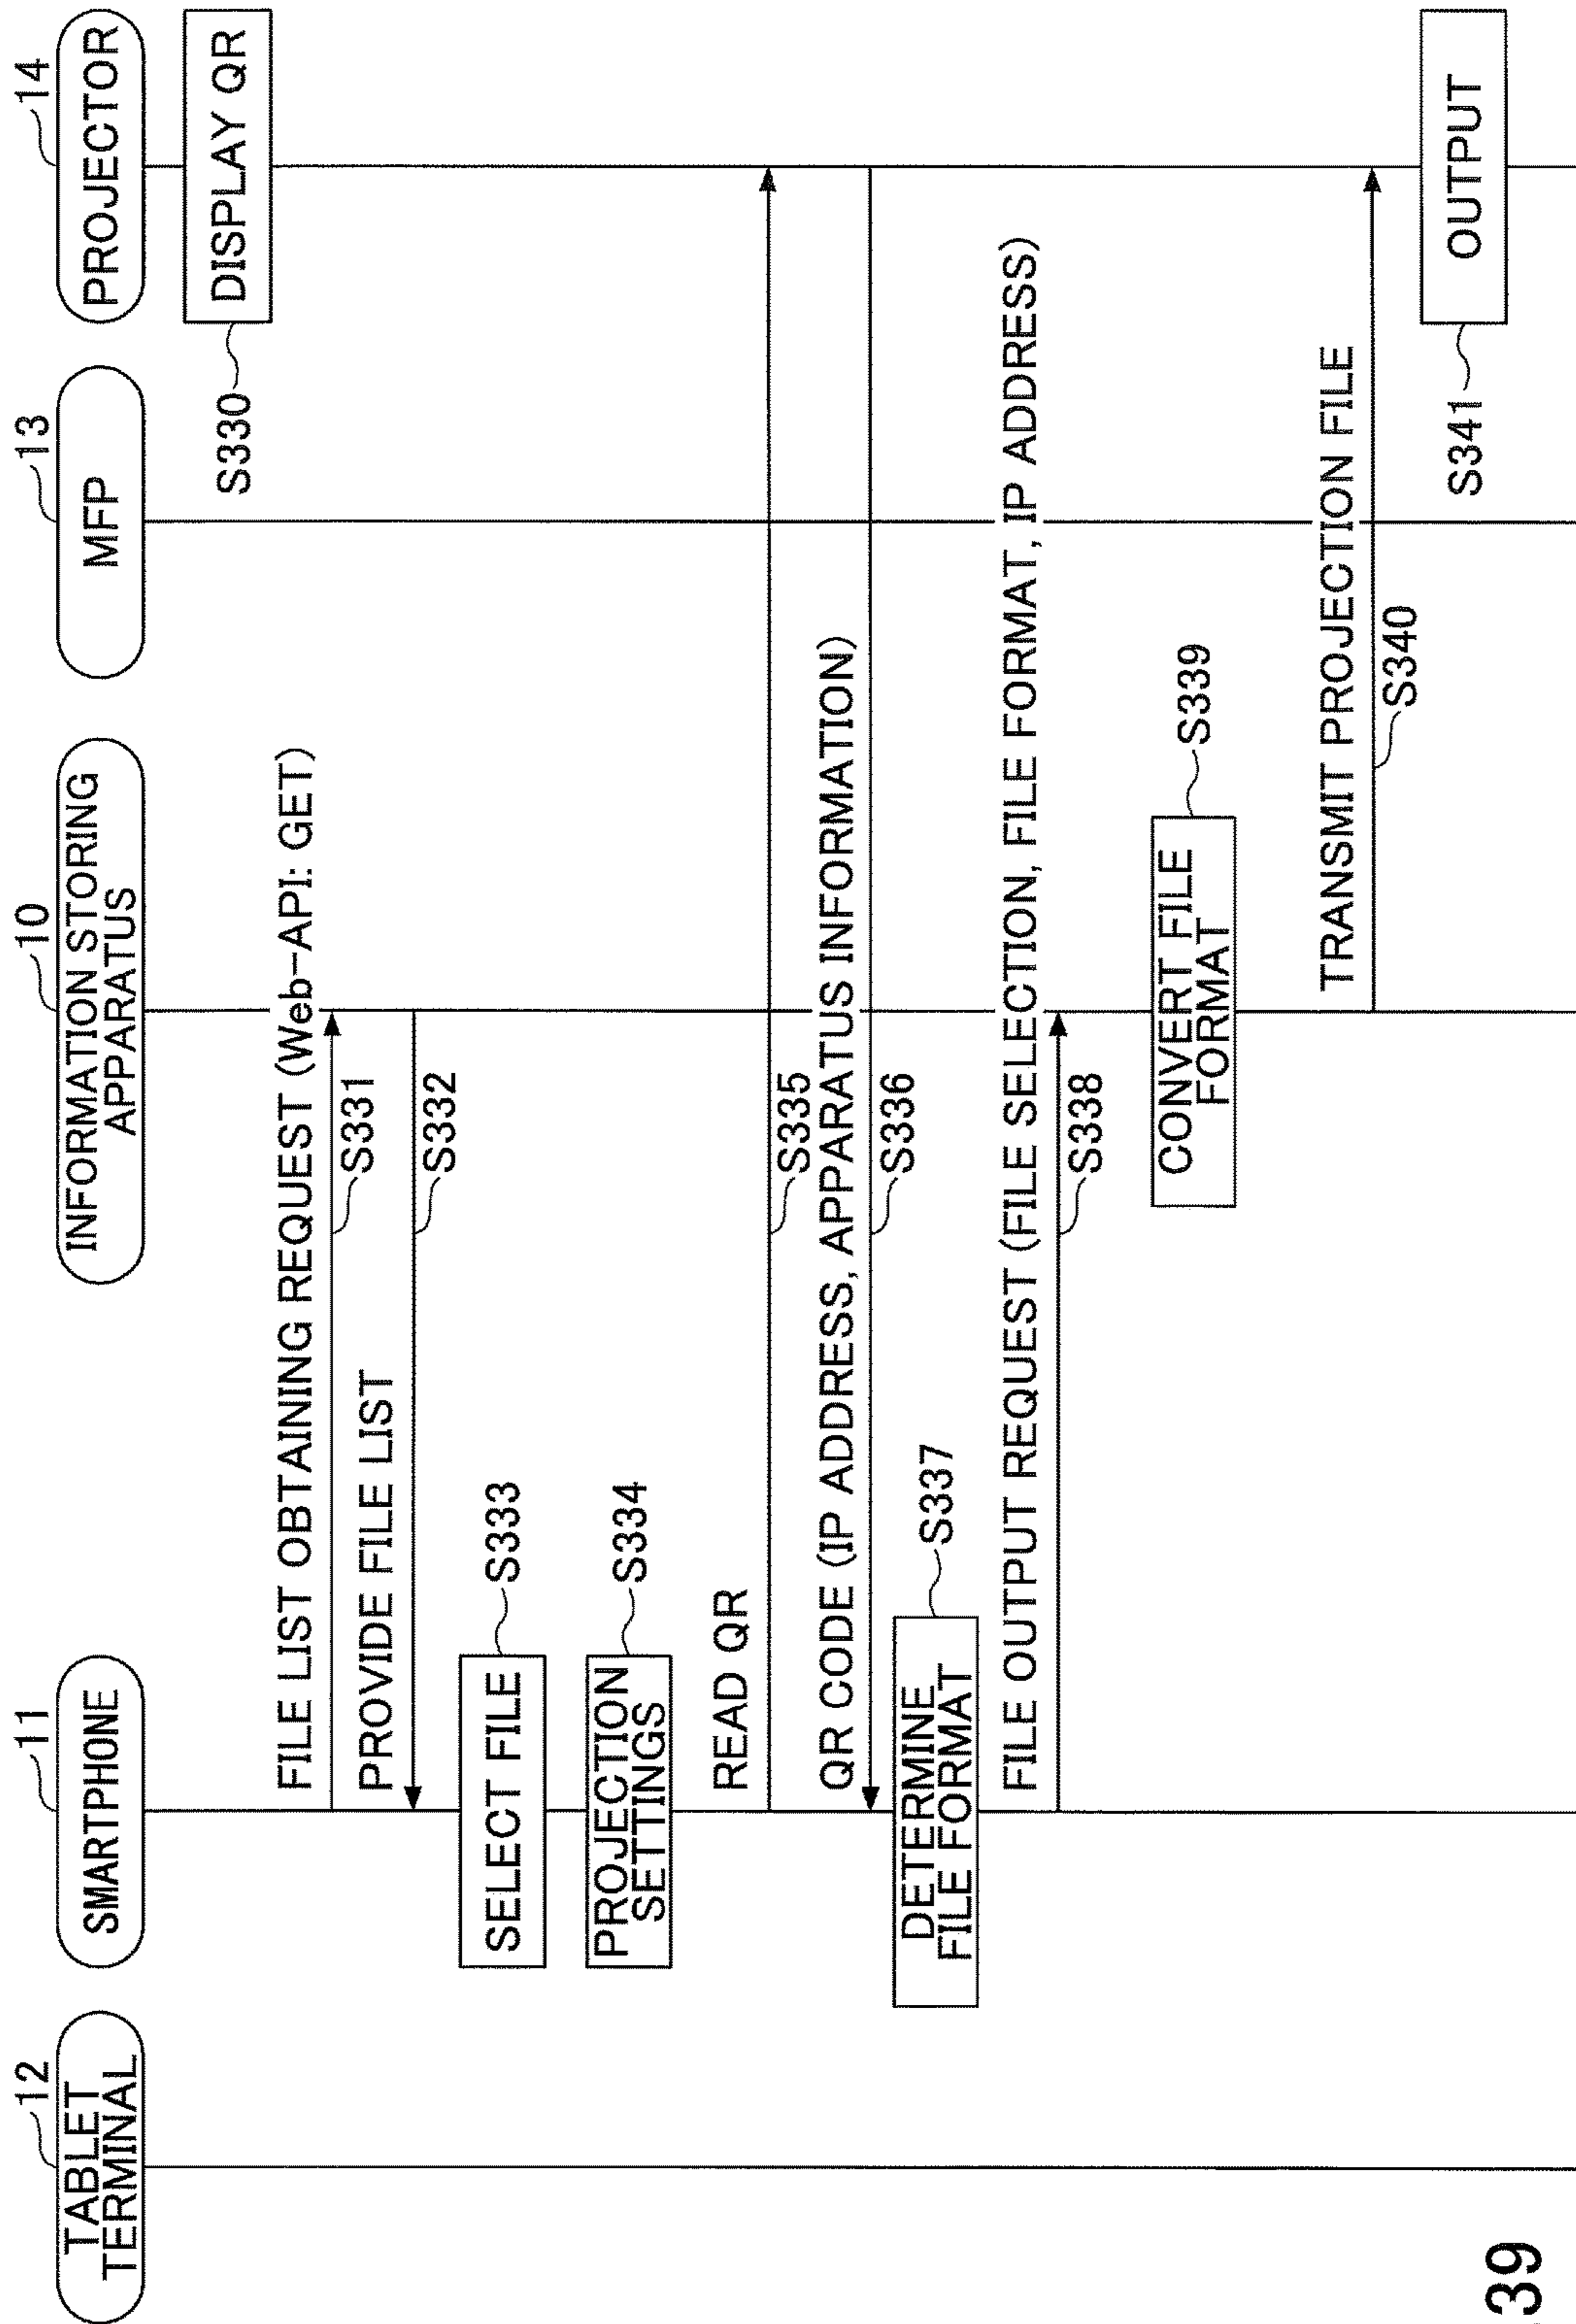 12
TABLET
TERMINAL
11
SMARTPHONE
10
INFORMATION STORING
APPARATUS
13
MFP
14
PROJECTOR
DISPLAY QR
S330
FILE LIST OBTAINING REQUEST (Web-API: GET)
S331
PROVIDE FILE LIST
S332
SELECT FILE
S333
PROJECTION
SETTINGS
S334
READ QR
S335
QR CODE (IP ADDRESS, APPARATUS INFORMATION)
S336
DETERMINE
FILE FORMAT
S337
FILE OUTPUT REQUEST (FILE SELECTION, FILE FORMAT, IP ADDRESS)
S338
CONVERT FILE
FORMAT
S339
TRANSMIT PROJECTION FILE
S340
OUTPUT
S341
39